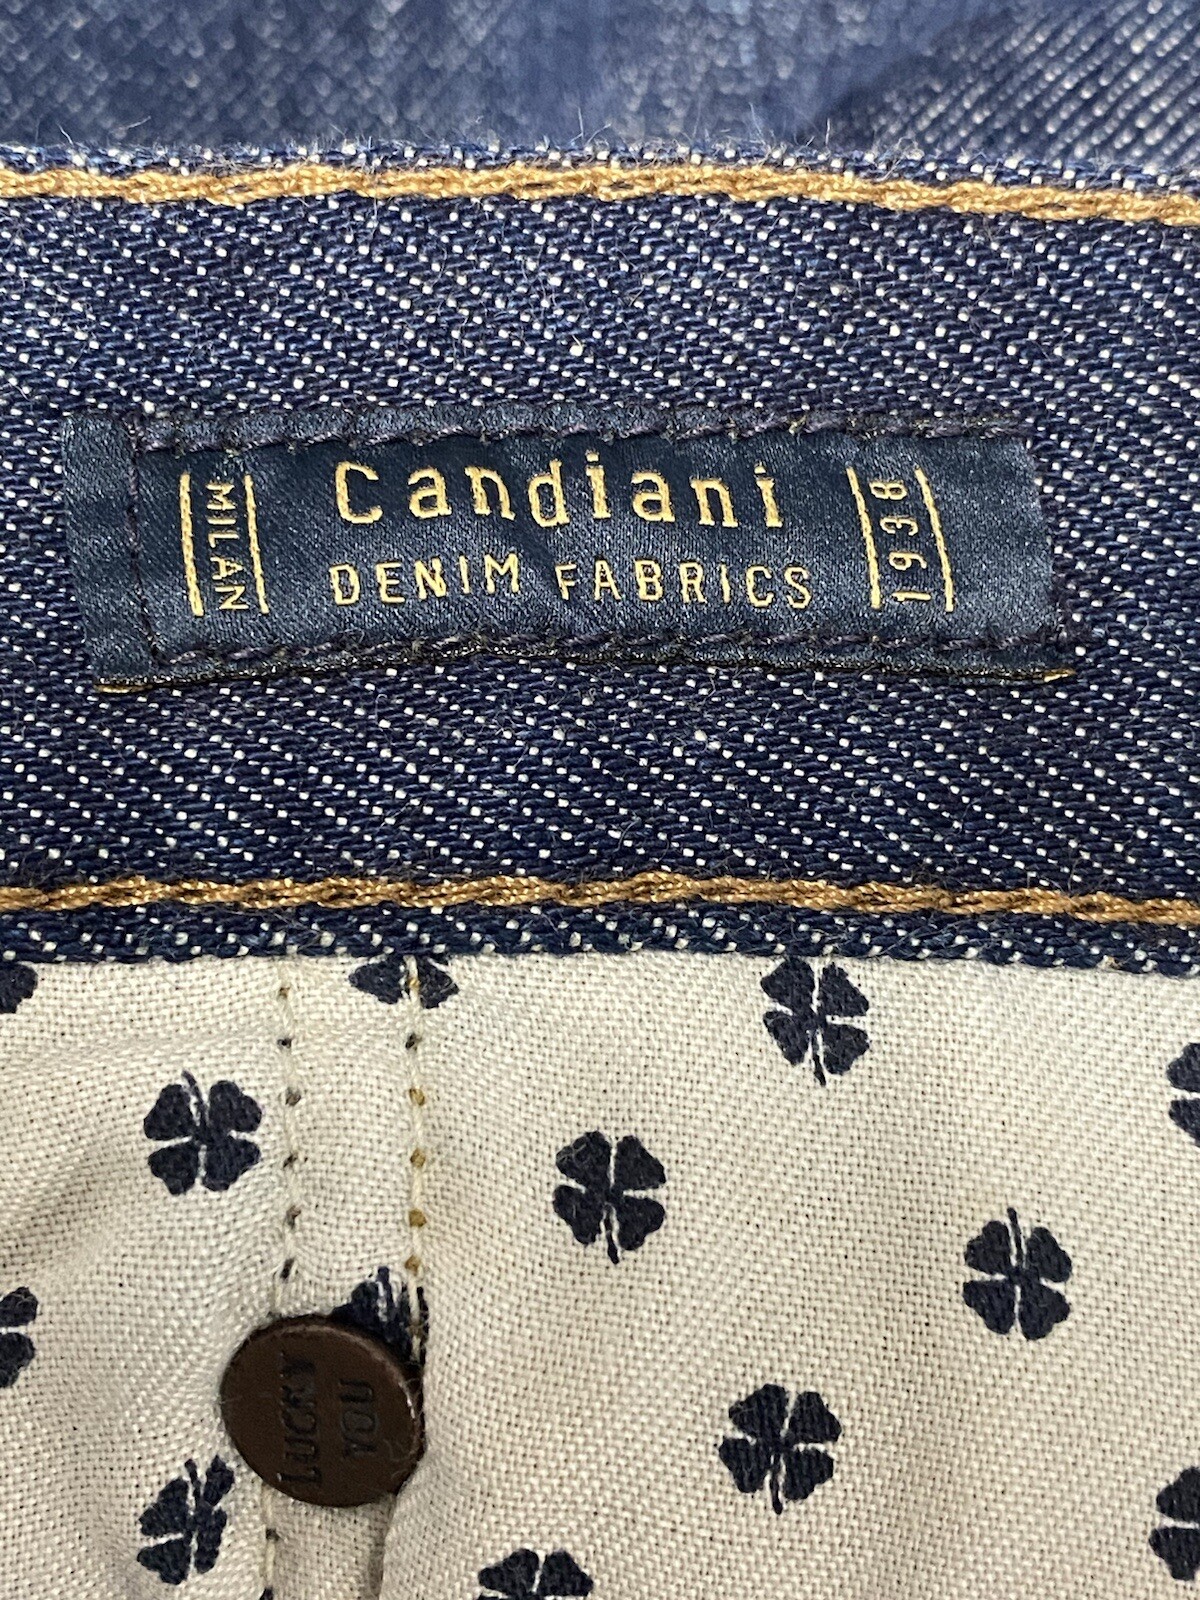 MILAN
Candiani
DENIM FABRICS
1938
LUCKY
YOU